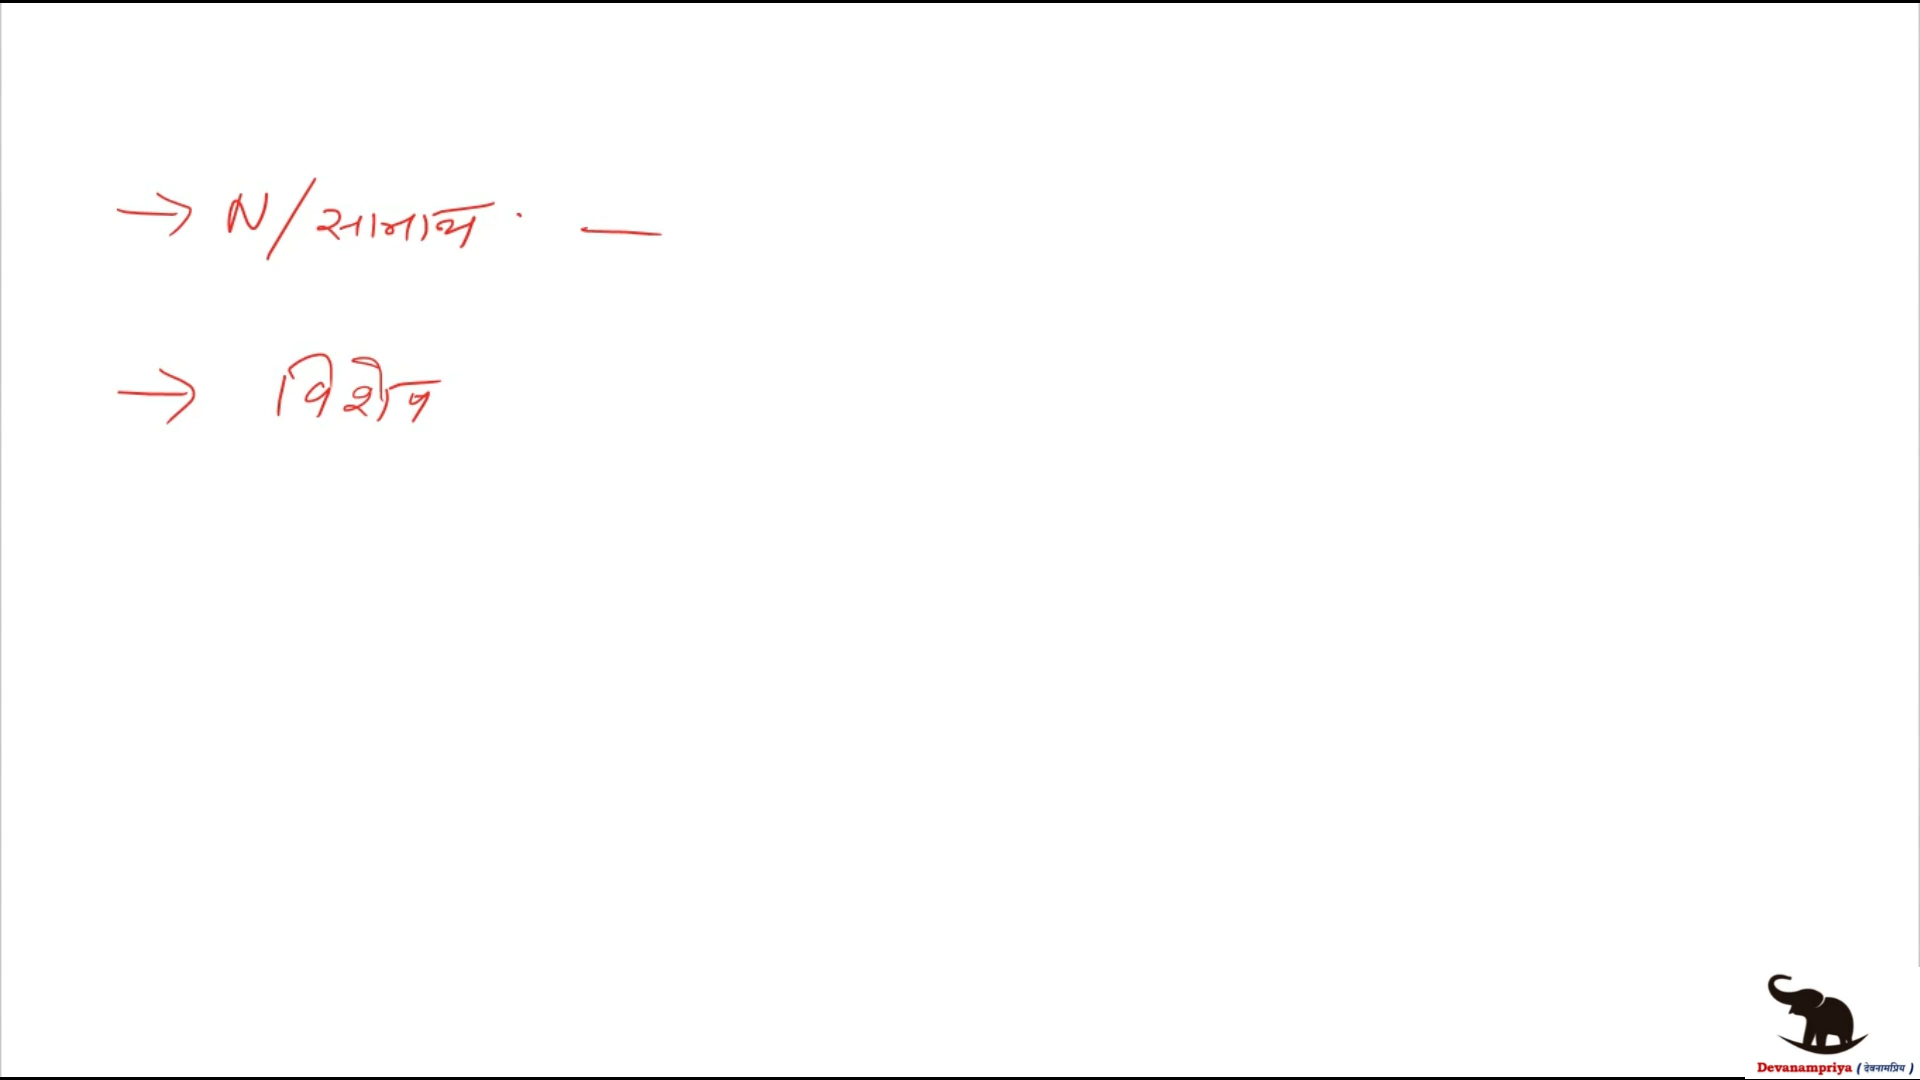 → N/सामान्य —
→ विशेष
Devanampriya ( देवनामप्रिय )